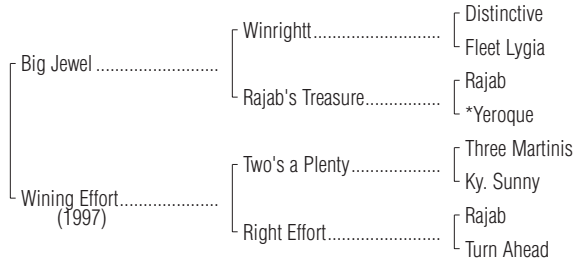 Distinctive
Winrightt
Fleet Lygia
Big Jewel
Rajab
Rajab's Treasure
*Yeroque
Three Martinis
Two's a Plenty
Ky. Sunny
Wining Effort
(1997)
Rajab
Right Effort
Turn Ahead